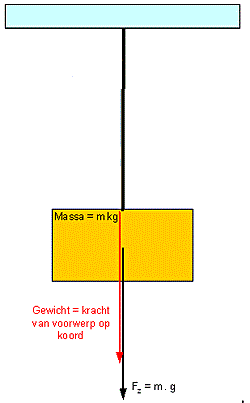 Massa = m kg
Gewicht = kracht
van voorwerp op
koord
Fz = m . g